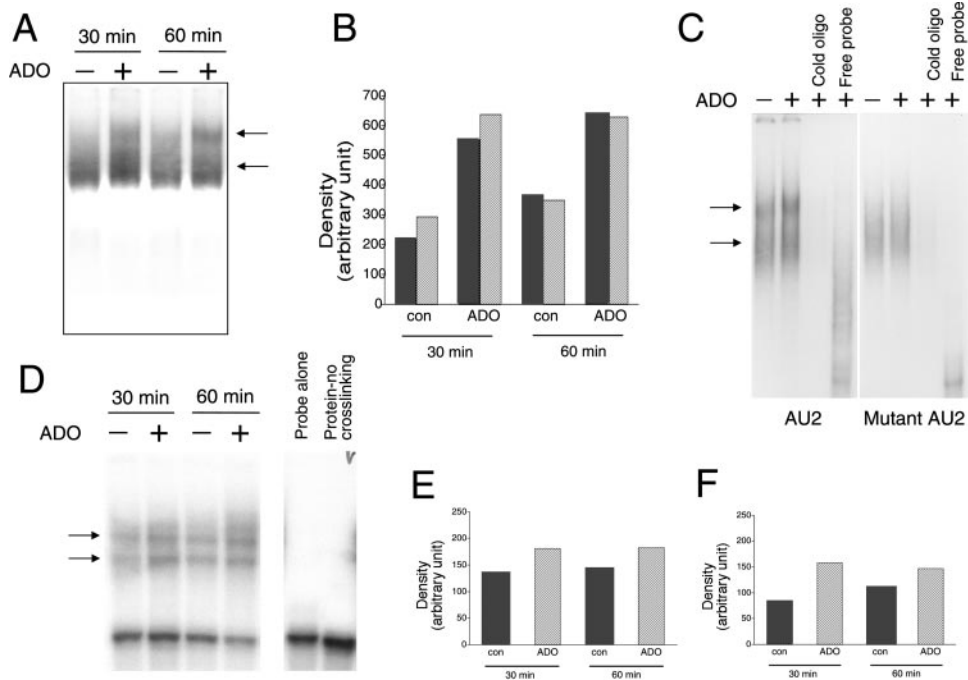 A
30 min 60 min
ADO − + − +
B
Density
(arbitrary unit)
700
600
500
400
300
200
100
0
con ADO con ADO
30 min 60 min
C
Cold oligo
Free probe
Cold oligo
Free probe
ADO − + + + − + + +
AU2 Mutant AU2
D
30 min 60 min
ADO − + − +
Probe alone
Protein-no
crosslinking
E
Density
(arbitrary unit)
250
200
150
100
50
0
con ADO con ADO
30 min 60 min
F
Density
(arbitrary unit)
250
200
150
100
50
0
con ADO con ADO
30 min 60 min